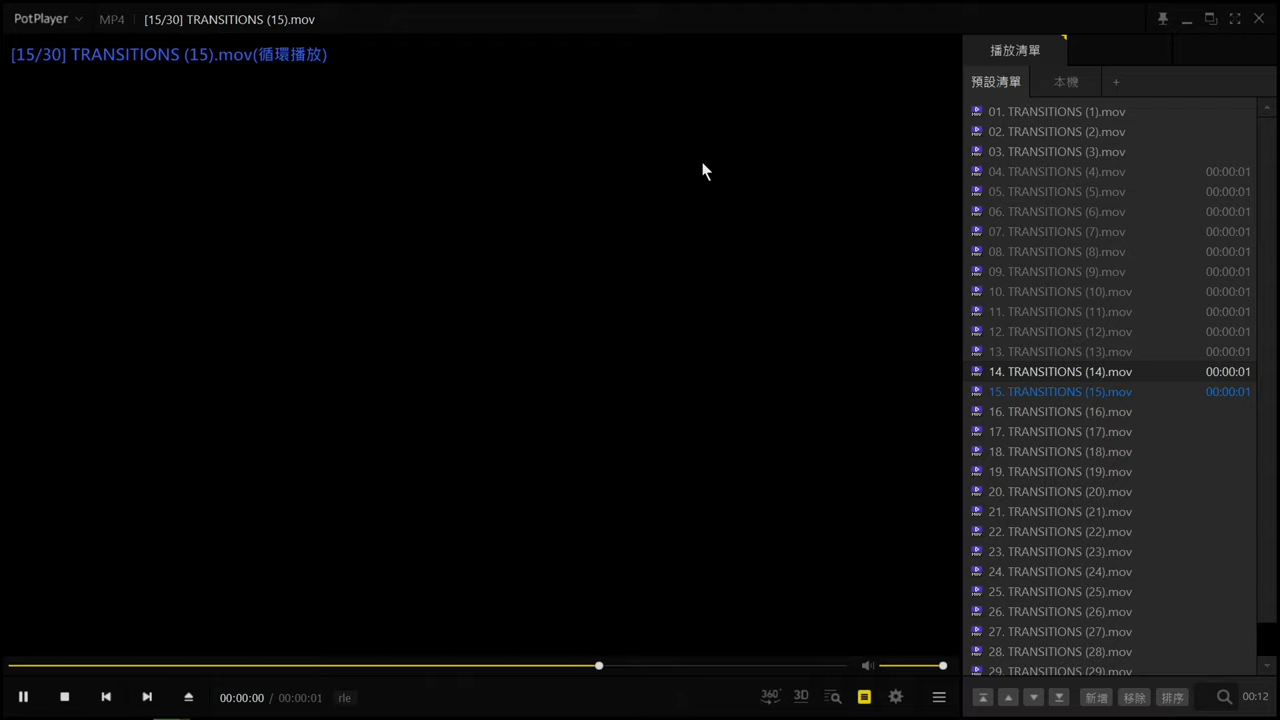 PotPlayer MP4 [15/30] TRANSITIONS (15).mov
[15/30] TRANSITIONS (15).mov(循環播放)
播放清單
預設清單 本機 +
01. TRANSITIONS (1).mov
02. TRANSITIONS (2).mov
03. TRANSITIONS (3).mov
04. TRANSITIONS (4).mov 00:00:01
05. TRANSITIONS (5).mov 00:00:01
06. TRANSITIONS (6).mov 00:00:01
07. TRANSITIONS (7).mov 00:00:01
08. TRANSITIONS (8).mov 00:00:01
09. TRANSITIONS (9).mov 00:00:01
10. TRANSITIONS (10).mov 00:00:01
11. TRANSITIONS (11).mov 00:00:01
12. TRANSITIONS (12).mov 00:00:01
13. TRANSITIONS (13).mov 00:00:01
14. TRANSITIONS (14).mov 00:00:01
15. TRANSITIONS (15).mov 00:00:01
16. TRANSITIONS (16).mov
17. TRANSITIONS (17).mov
18. TRANSITIONS (18).mov
19. TRANSITIONS (19).mov
20. TRANSITIONS (20).mov
21. TRANSITIONS (21).mov
22. TRANSITIONS (22).mov
23. TRANSITIONS (23).mov
24. TRANSITIONS (24).mov
25. TRANSITIONS (25).mov
26. TRANSITIONS (26).mov
27. TRANSITIONS (27).mov
28. TRANSITIONS (28).mov
29. TRANSITIONS (29).mov
00:00:00 / 00:00:01 rle 360° 3D 新增 移除 排序 00:12